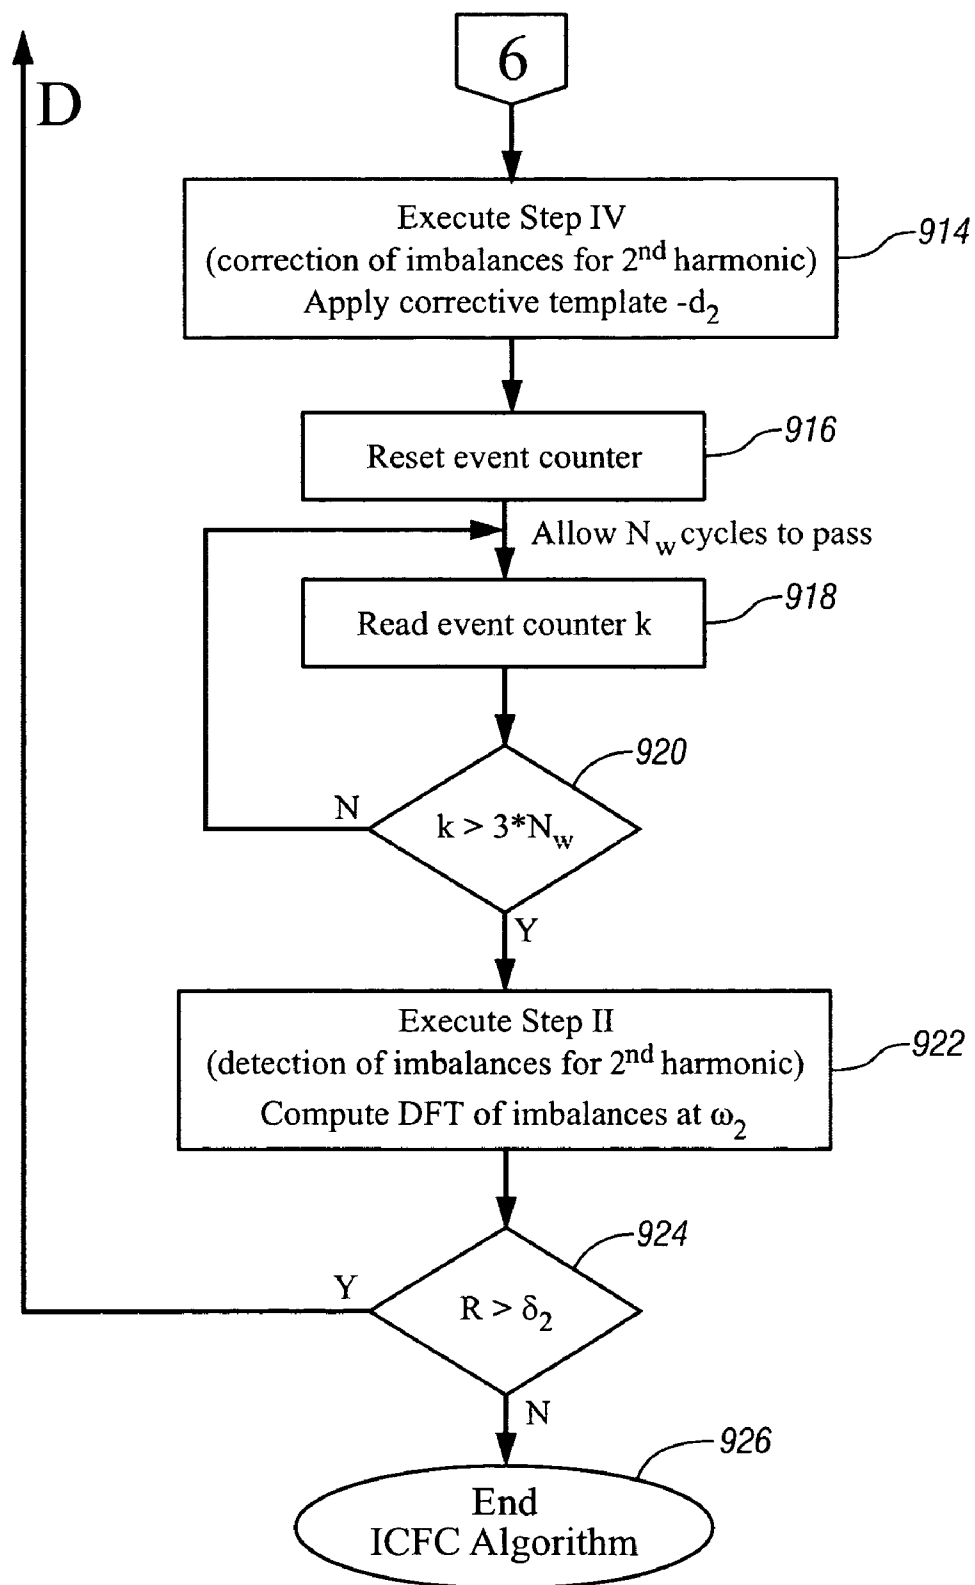 6
D
Execute Step IV
(correction of imbalances for 2nd harmonic)
Apply corrective template -d2
914
Reset event counter
916
Allow Nw cycles to pass
Read event counter k
918
920
N
k > 3*Nw
Y
Execute Step II
(detection of imbalances for 2nd harmonic)
Compute DFT of imbalances at ω2
922
924
Y
R > δ2
N
926
End
ICFC Algorithm